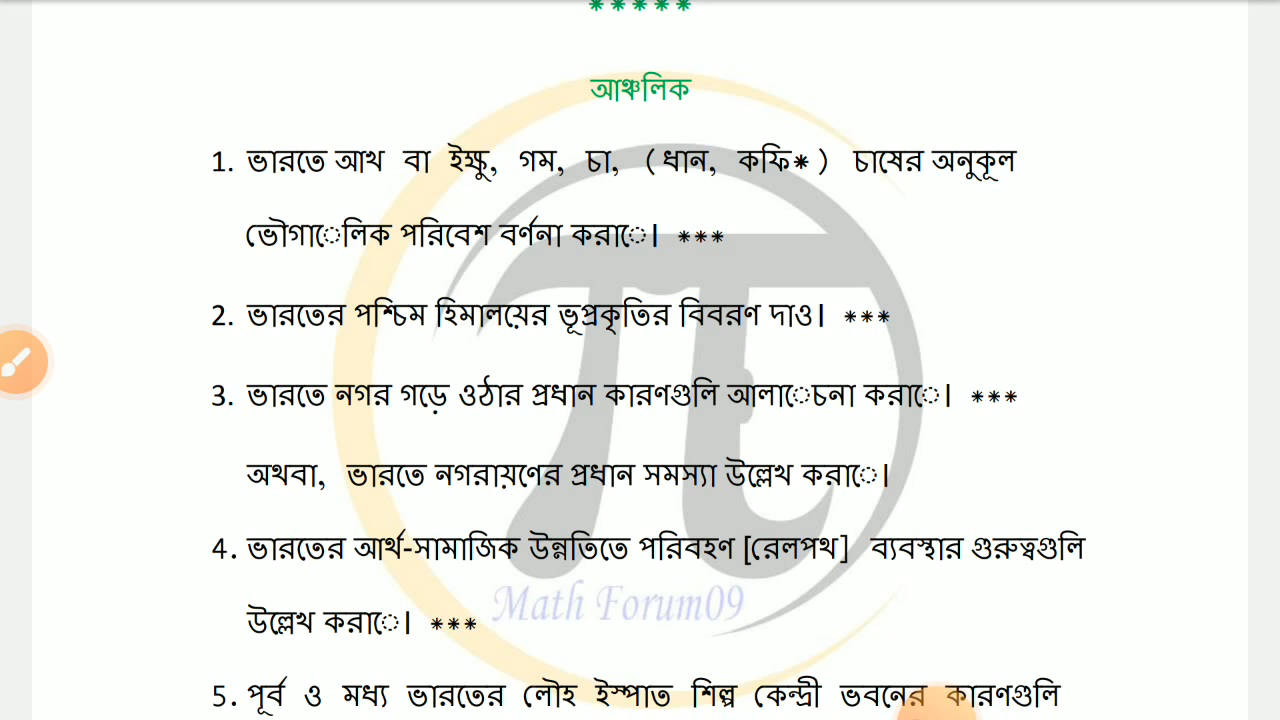 *****
আঞ্চলিক
1. ভারতে আখ বা ইক্ষু, গম, চা, (ধান, কফি*) চাষের অনুকূল
ভৌগোলিক পরিবেশ বর্ণনা করো। ***
2. ভারতের পশ্চিম হিমালয়ের ভূপ্রকৃতির বিবরণ দাও। ***
3. ভারতে নগর গড়ে ওঠার প্রধান কারণগুলি আলোচনা করো। ***
অথবা, ভারতে নগরায়ণের প্রধান সমস্যা উল্লেখ করো।
4. ভারতের আর্থ-সামাজিক উন্নতিতে পরিবহণ [রেলপথ] ব্যবস্থার গুরুত্বগুলি
Math Forum09
উল্লেখ করো। ***
5. পূর্ব ও মধ্য ভারতের লৌহ ইস্পাত শিল্প কেন্দ্রী ভবনের কারণগুলি